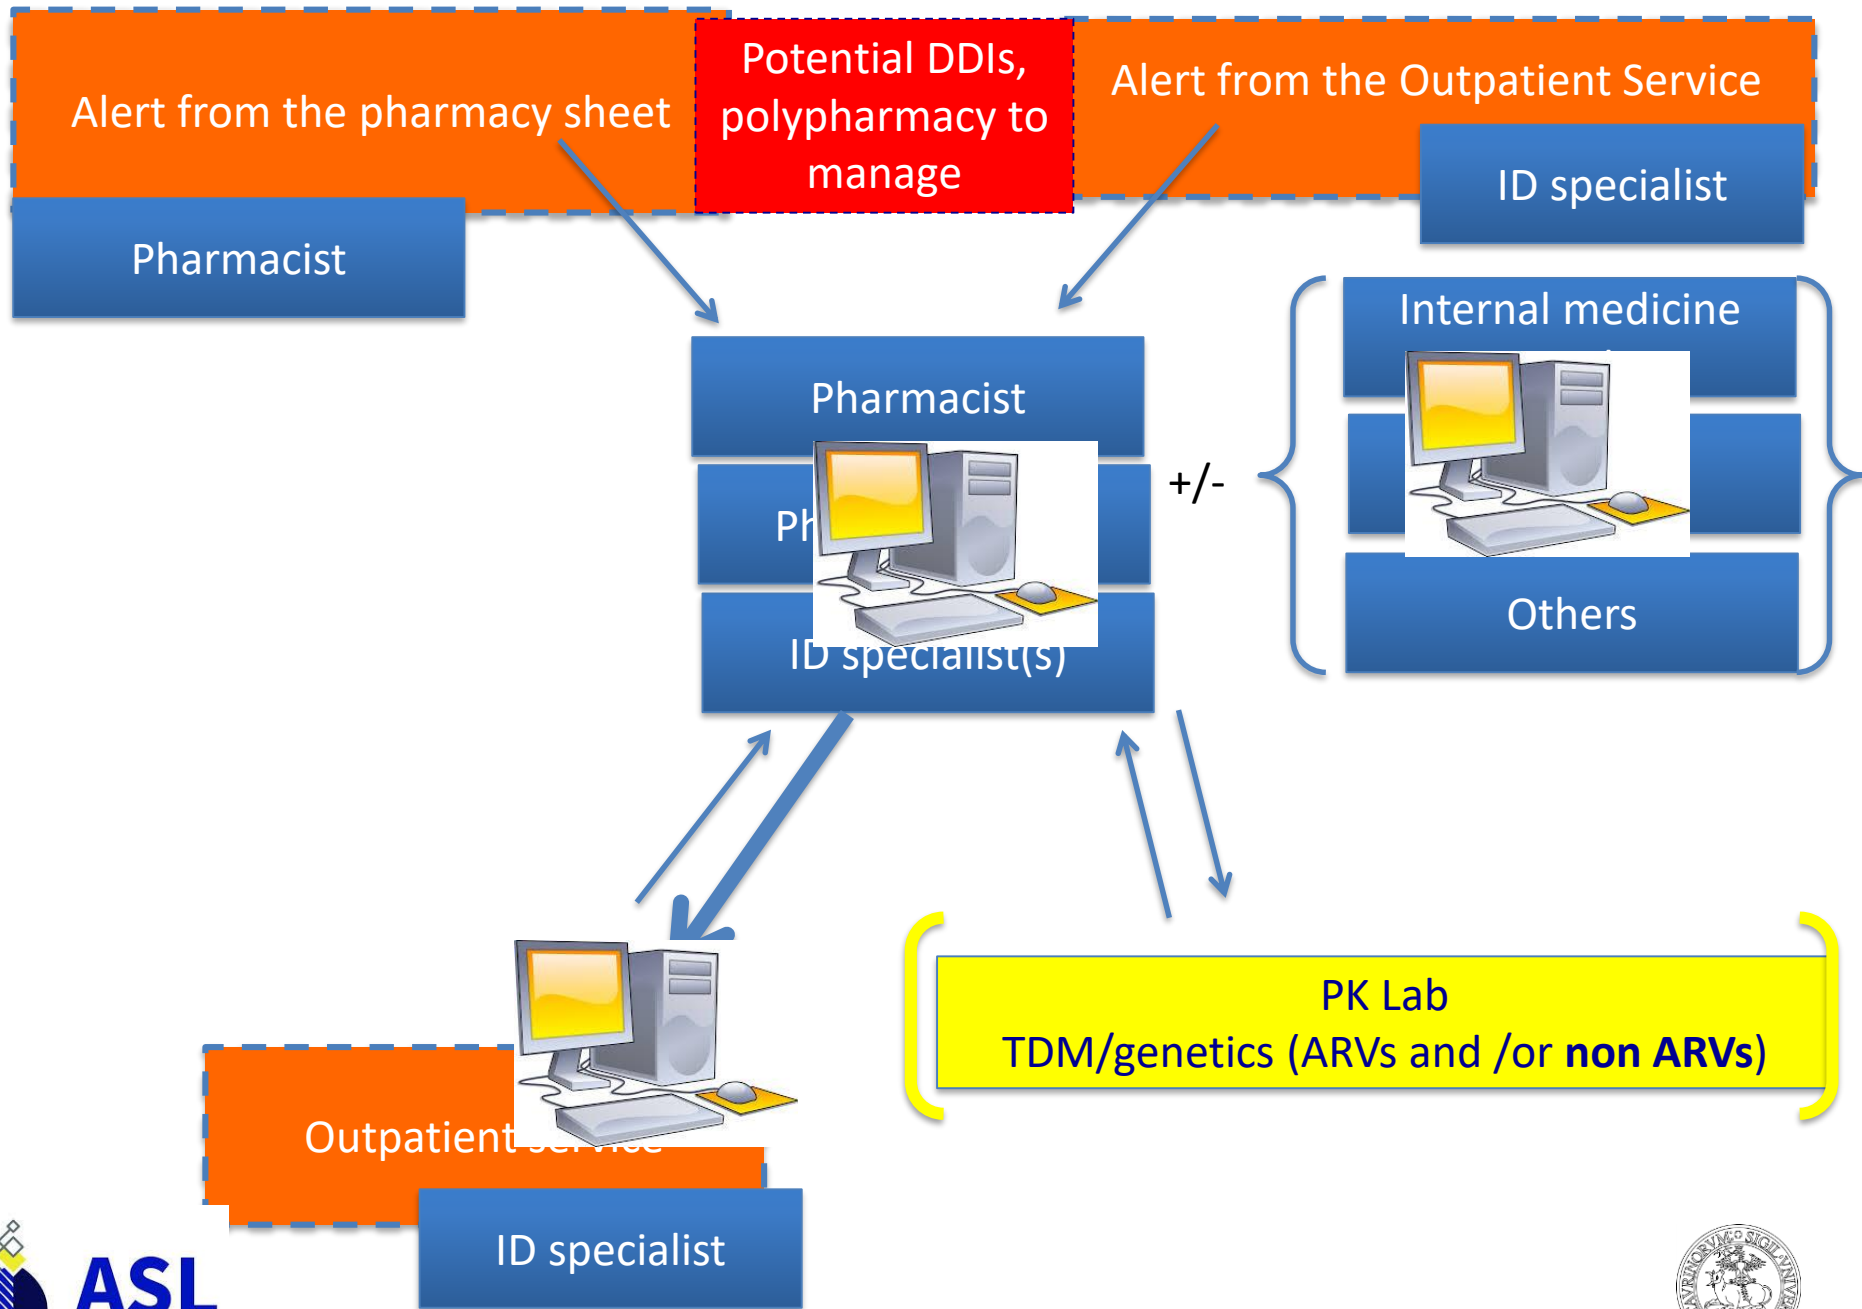 Alert from the pharmacy sheet
Potential DDIs,
polypharmacy to
manage
Alert from the Outpatient Service
ID specialist
Pharmacist
Internal medicine
Pharmacist
+/-
Others
ID specialist(s)
PK Lab
TDM/genetics (ARVs and /or non ARVs)
Outpatient service
ID specialist
ASL